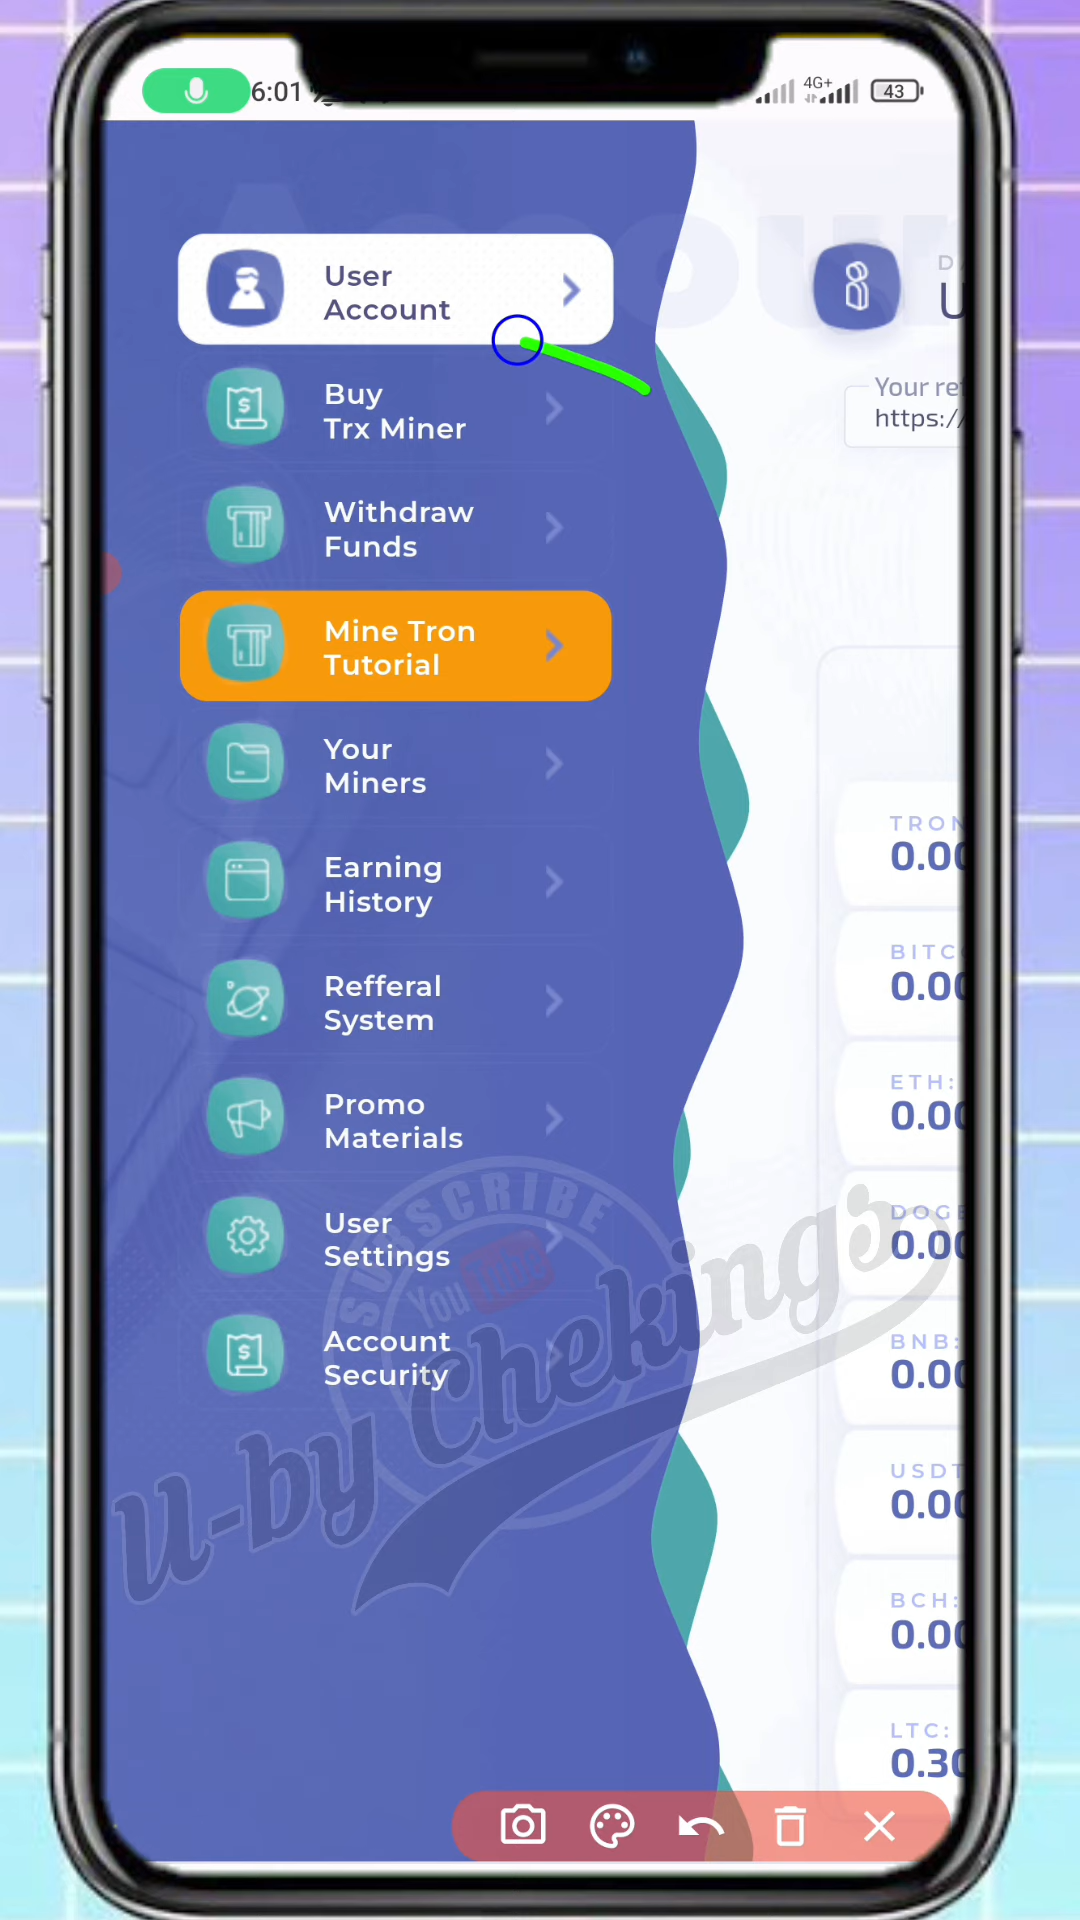 6:01
4G+
43
User
Account
Buy
Trx Miner
Withdraw
Funds
Mine Tron
Tutorial
Your
Miners
Earning
History
Refferal
System
Promo
Materials
User
Settings
Account
Security
Your re
https://
TRON
0.00
BITC
0.00
ETH:
0.00
DOGE
0.00
BNB:
0.00
USDT
0.00
BCH:
0.00
LTC:
0.30
SUBSCRIBE
YouTube
U-by Chekings